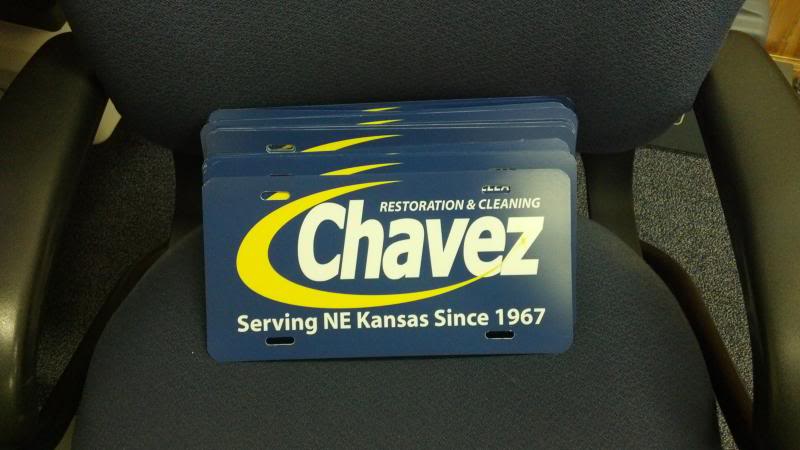 RESTORATION & CLEANING
Chavez
Serving NE Kansas Since 1967